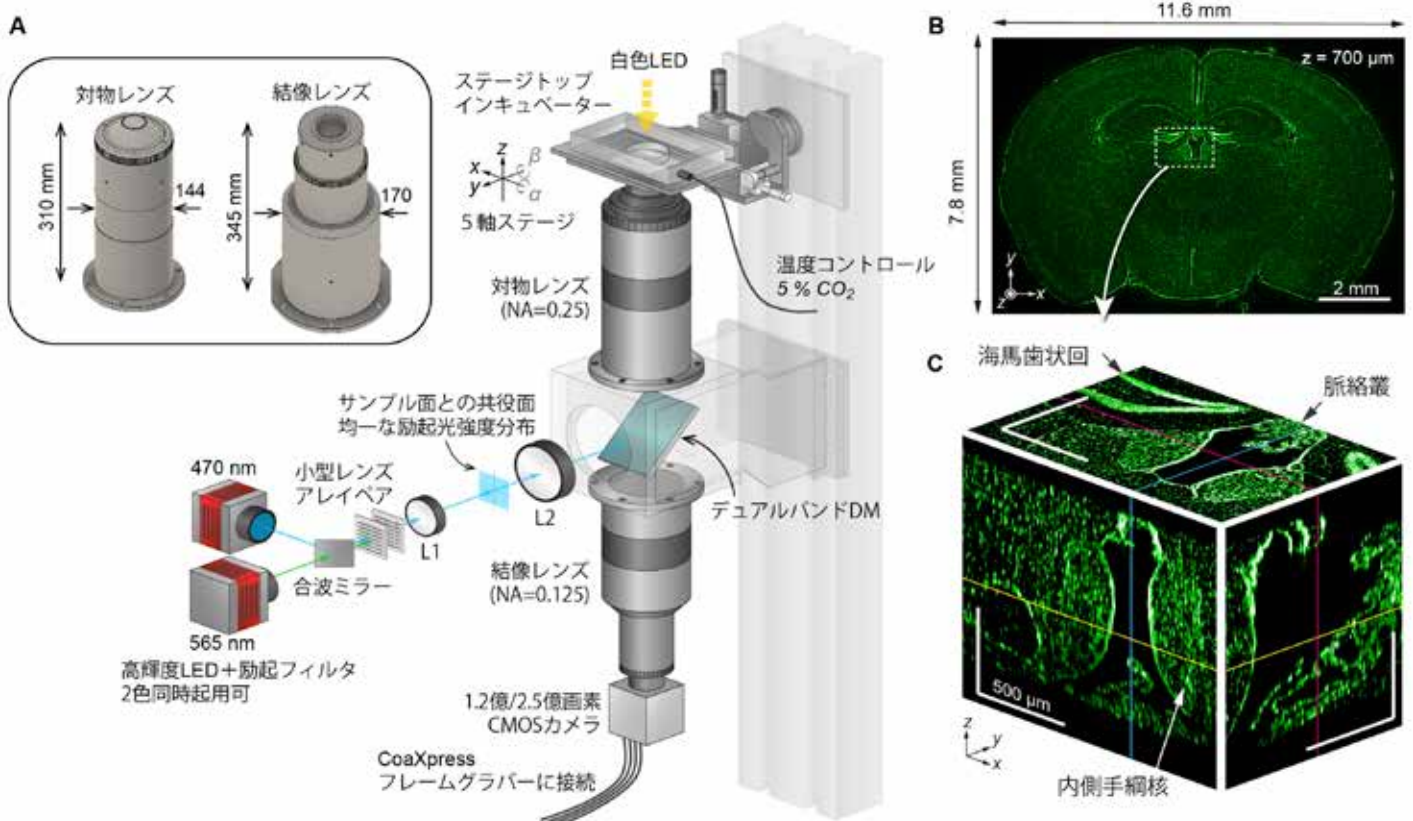 A
対物レンズ
結像レンズ
310 mm
144
345 mm
170
白色LED
ステージトップ
インキュベーター
z
x
y
β
α
5軸ステージ
対物レンズ
(NA=0.25)
温度コントロール
5 % CO₂
サンプル面との共役面
均一な励起光強度分布
470 nm
小型レンズ
アレイペア
L1
L2
デュアルバンドDM
合波ミラー
結像レンズ
(NA=0.125)
565 nm
高輝度LED＋励起フィルタ
2色同時起用可
1.2億/2.5億画素
CMOSカメラ
CoaXpress
フレームグラバーに接続
B
11.6 mm
7.8 mm
z = 700 µm
y
z
x
2 mm
C
海馬歯状回
脈絡叢
500 µm
z
y
x
内側手綱核